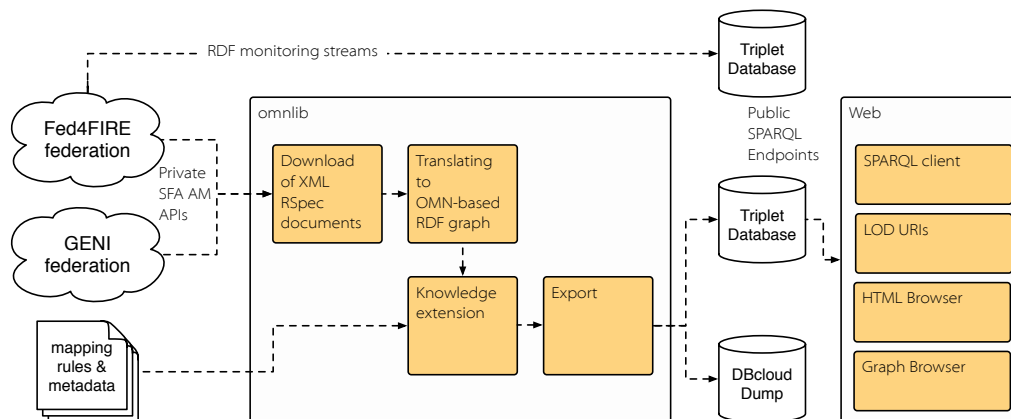 RDF monitoring streams
Triplet
Database
Fed4FIRE
federation
Private
SFA AM
APIs
GENI
federation
mapping
rules &
metadata
omnlib
Download
of XML
RSpec
documents
Translating
to
OMN-based
RDF graph
Knowledge
extension
Export
Public
SPARQL
Endpoints
Triplet
Database
DBcloud
Dump
Web
SPARQL client
LOD URIs
HTML Browser
Graph Browser